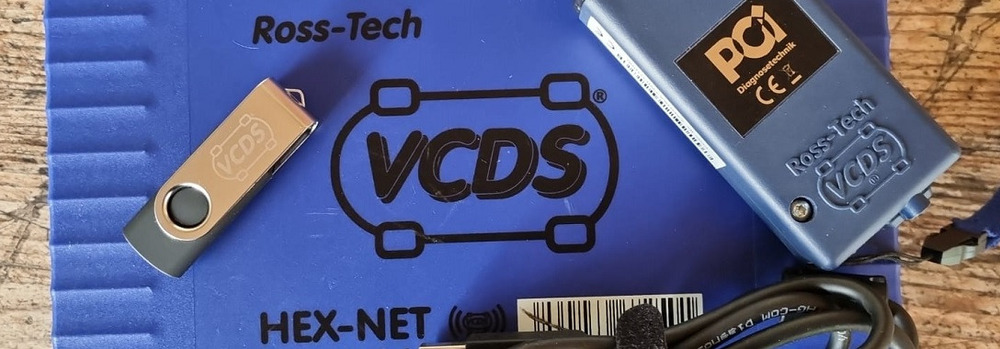 Ross-Tech
VCDS
®
HEX-NET
VCDS
PCI
Diagnosetechnik
CE
Ross-Tech
VCDS
®